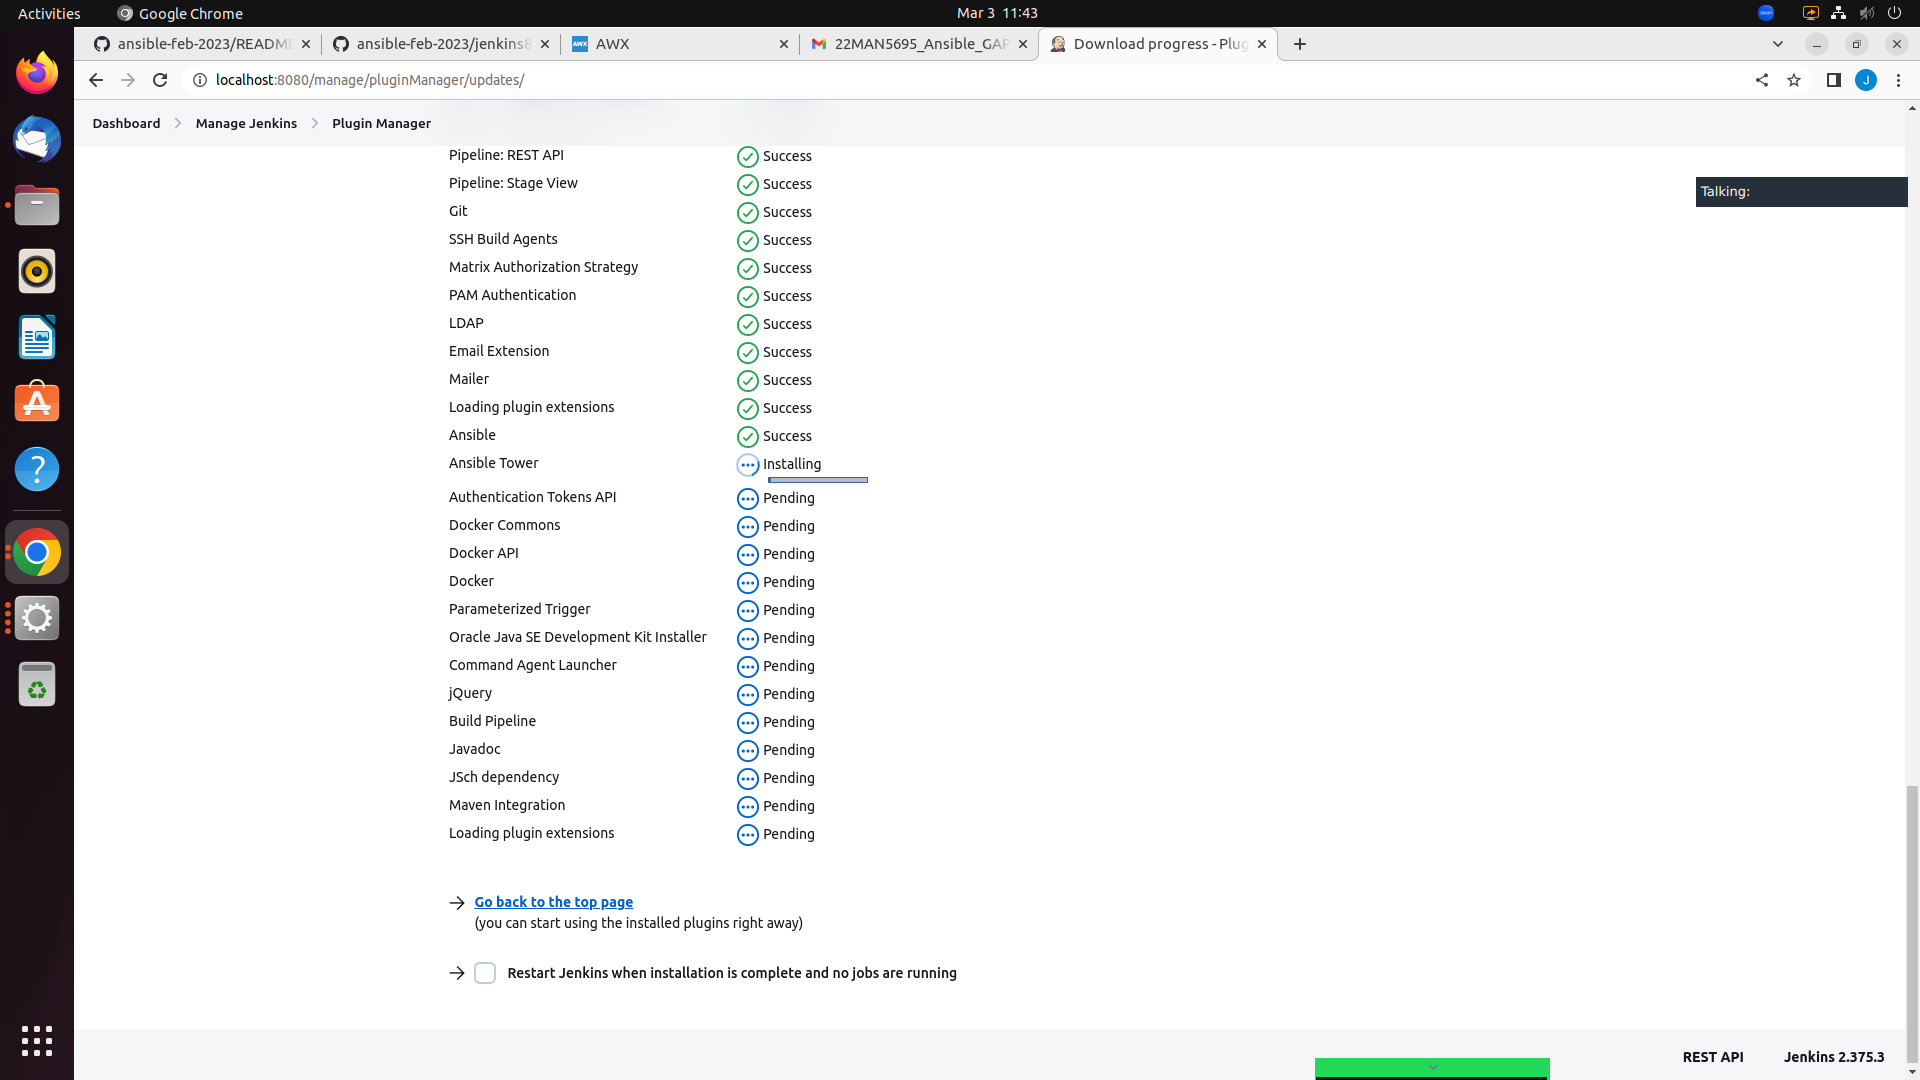 Activities
Google Chrome
Mar 3 11:43
ansible-feb-2023/README
ansible-feb-2023/jenkins8
AWX
22MAN5695_Ansible_GAP
Download progress - Plug
J
localhost:8080/manage/pluginManager/updates/
Dashboard
Manage Jenkins
Plugin Manager
Talking:
Pipeline: REST API Success
Pipeline: Stage View Success
Git Success
SSH Build Agents Success
Matrix Authorization Strategy Success
PAM Authentication Success
LDAP Success
Email Extension Success
Mailer Success
Loading plugin extensions Success
Ansible Success
Ansible Tower Installing
Authentication Tokens API Pending
Docker Commons Pending
Docker API Pending
Docker Pending
Parameterized Trigger Pending
Oracle Java SE Development Kit Installer Pending
Command Agent Launcher Pending
jQuery Pending
Build Pipeline Pending
Javadoc Pending
JSch dependency Pending
Maven Integration Pending
Loading plugin extensions Pending
Go back to the top page
(you can start using the installed plugins right away)
Restart Jenkins when installation is complete and no jobs are running
REST API
Jenkins 2.375.3